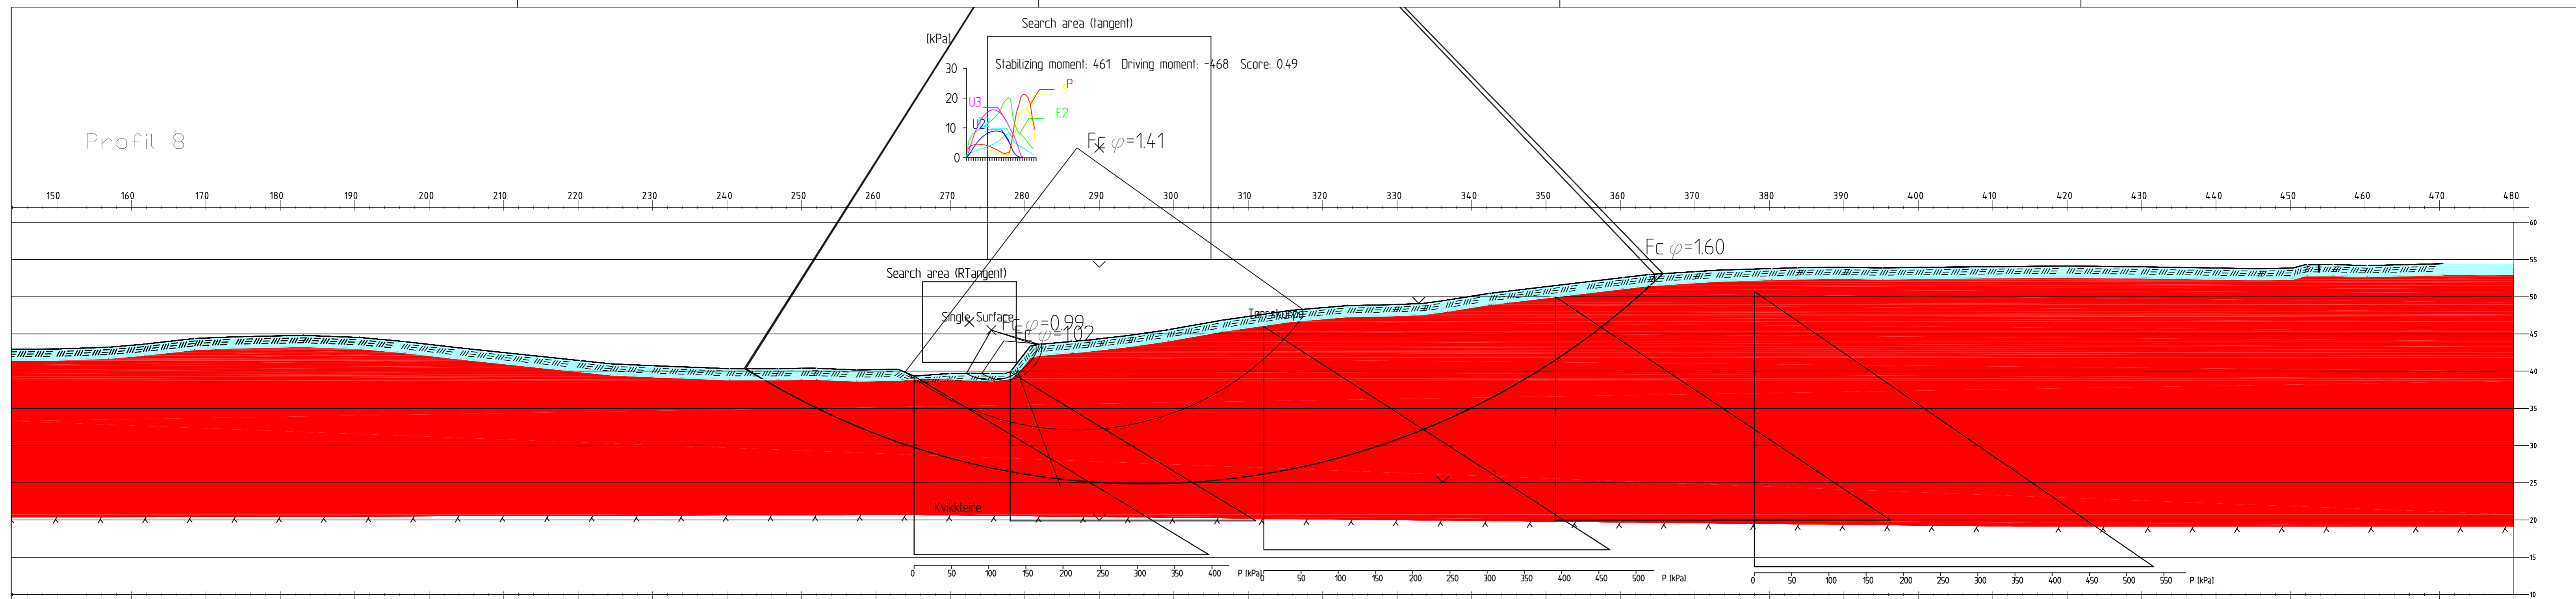 Search area (tangent)
[kPa]
Stabilizing moment: 461 Driving moment: -468 Score: 0.49
30
20
10
0
P
S
U3
E2
U2
Profil 8
Fc φ=1.41
150 160 170 180 190 200 210 220 230 240 250 260 270 280 290 300 310 320 330 340 350 360 370 380 390 400 410 420 430 440 450 460 470 480
60
Fc φ=1.60
55
Search area (RTangent)
50
Single Surface
Tørrskorpe
Fc φ=0.99
Fc φ=1.02
45
40
35
30
25
Kvikkleire
20
15
0 50 100 150 200 250 300 350 400 P [kPa]
0 50 100 150 200 250 300 350 400 450 500 P [kPa]
0 50 100 150 200 250 300 350 400 450 500 550 P [kPa]
10